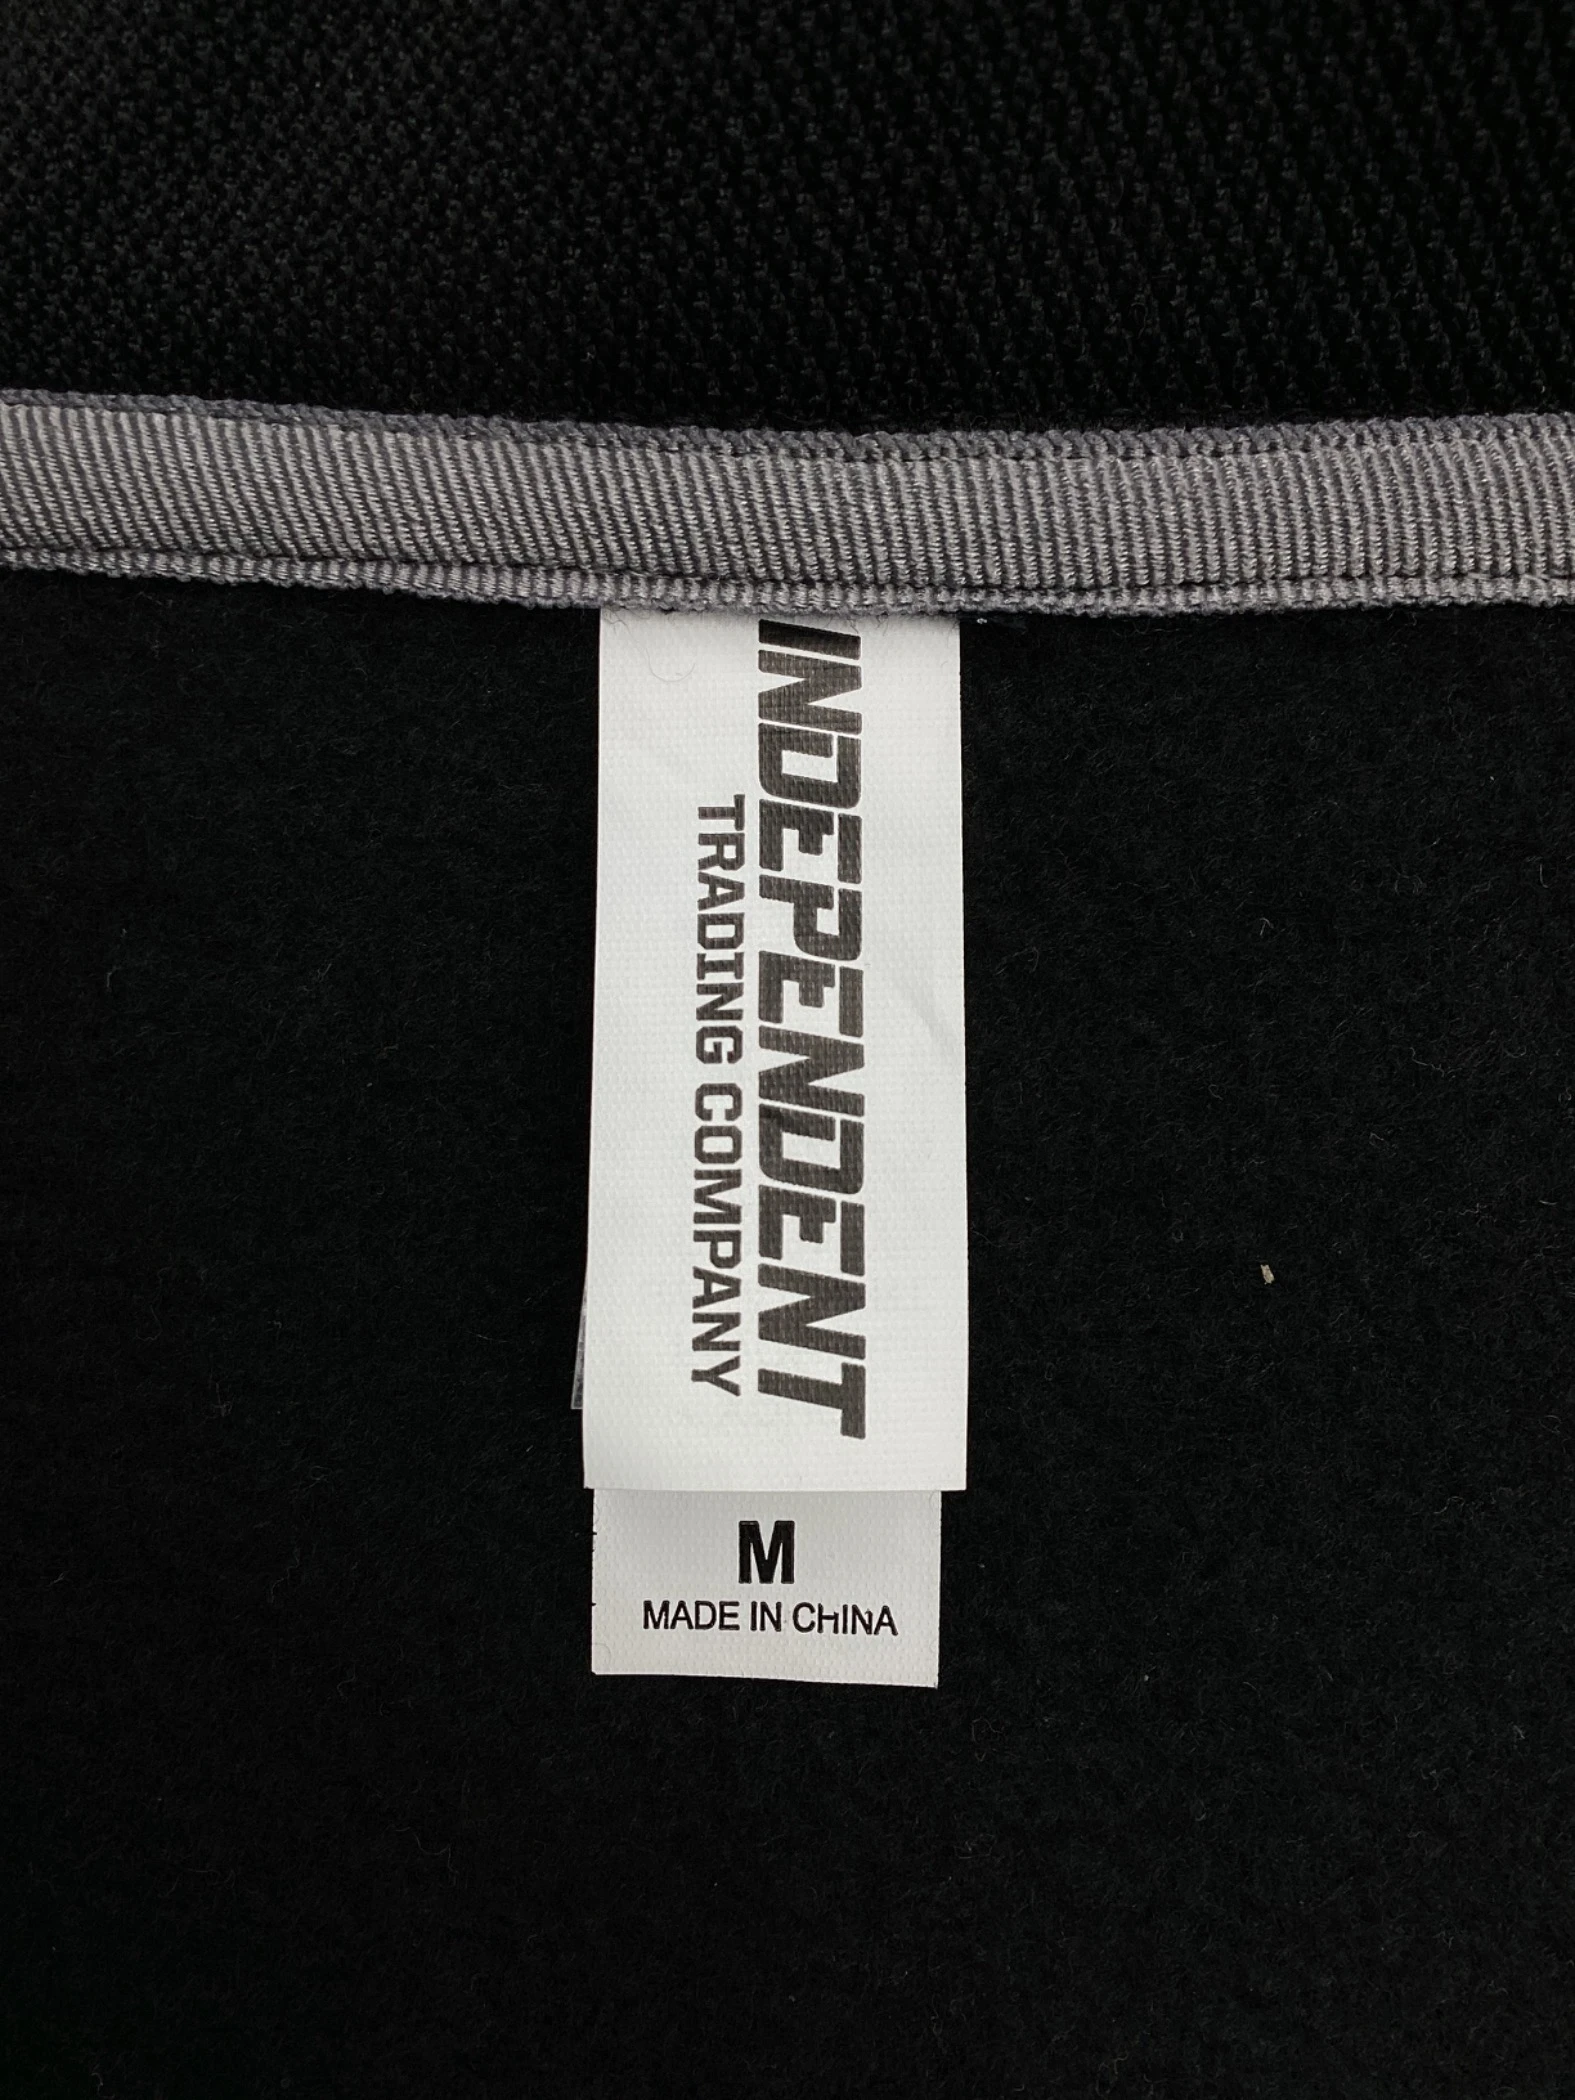 INDEPENDENT
TRADING COMPANY
M
MADE IN CHINA